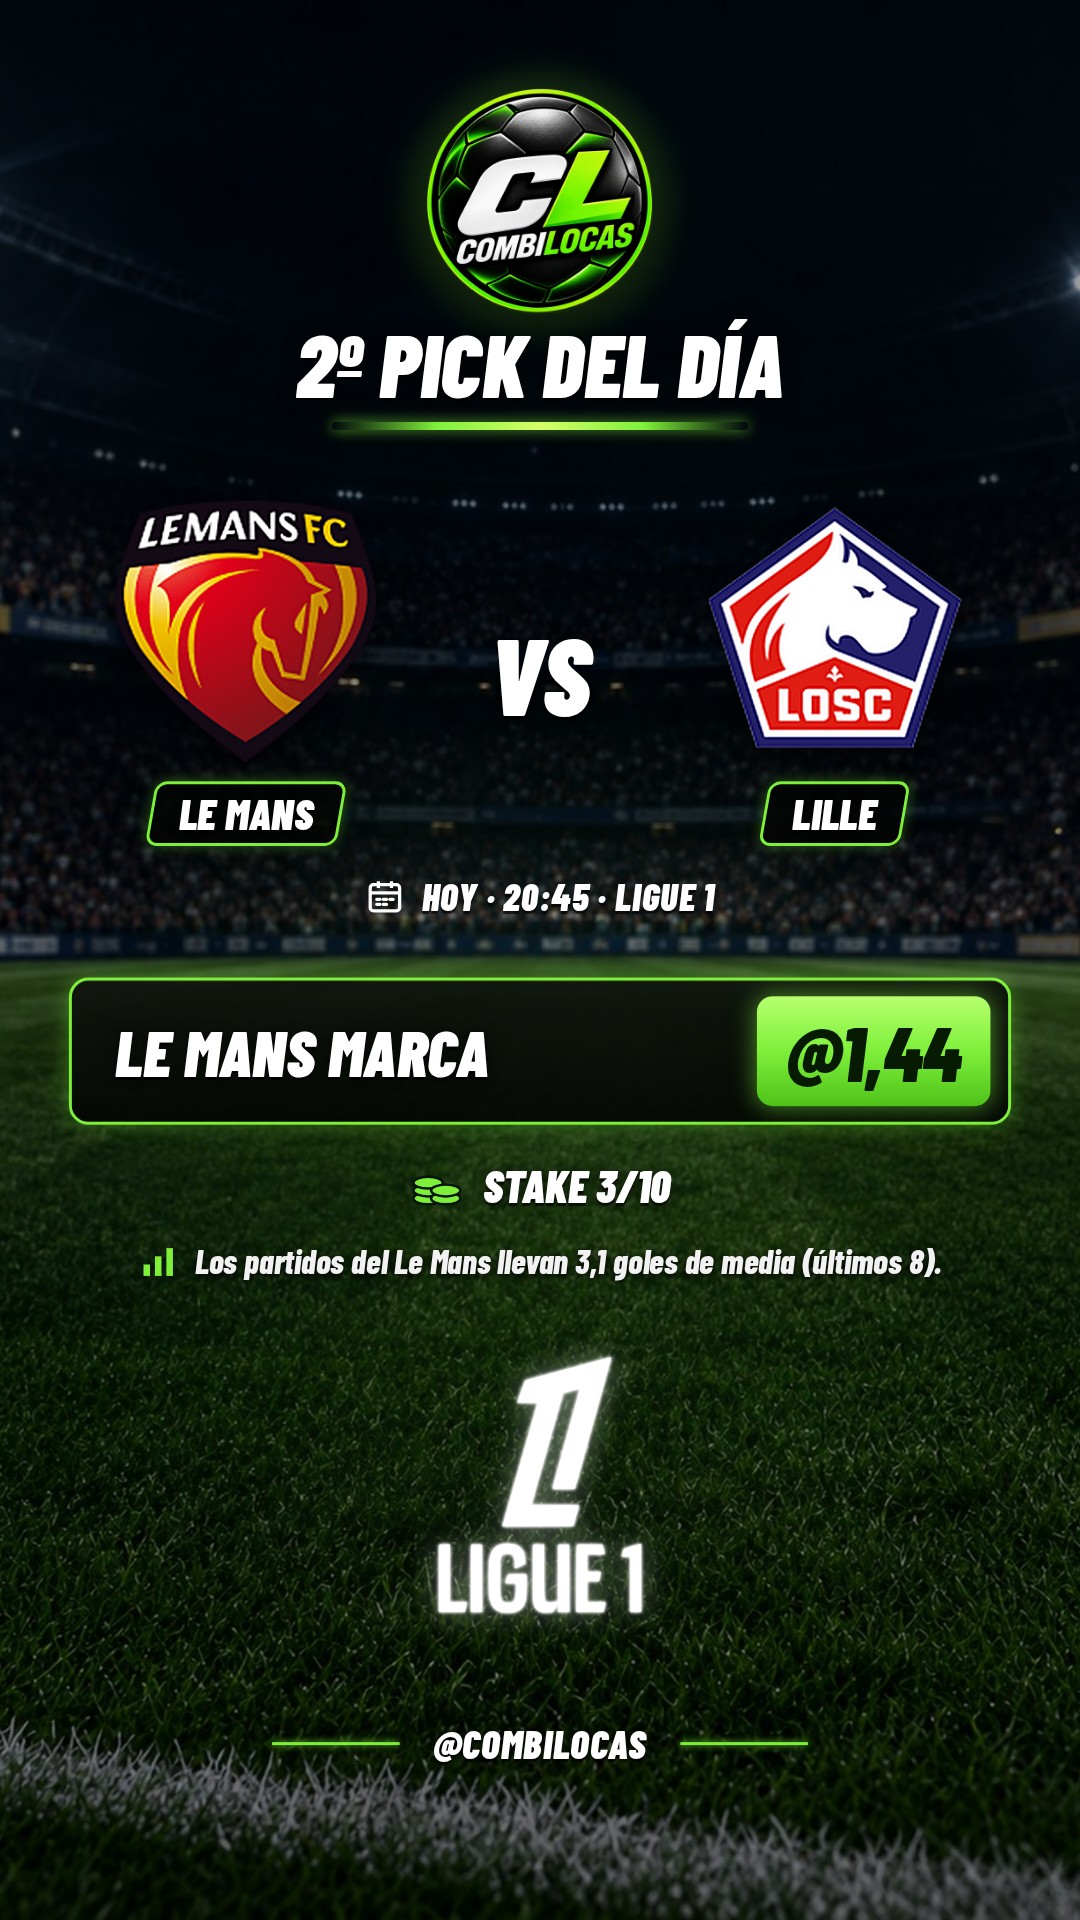 CL
COMBILOCAS
2º PICK DEL DÍA
LEMANS FC
LOSC
VS
LE MANS
LILLE
HOY · 20:45 · LIGUE 1
LE MANS MARCA
@1,44
STAKE 3/10
Los partidos del Le Mans llevan 3,1 goles de media (últimos 8).
LIGUE 1
@COMBILOCAS